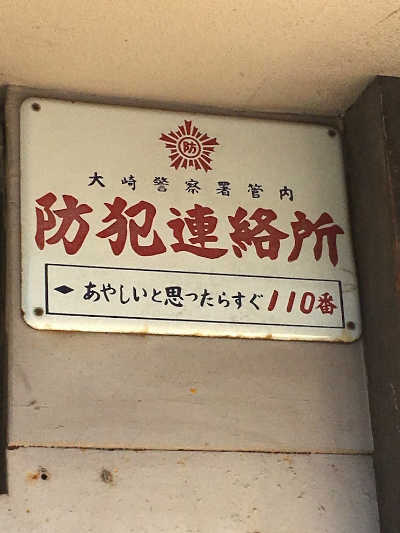 防
大崎警察署管内
防犯連絡所
◆あやしいと思ったらすぐ110番